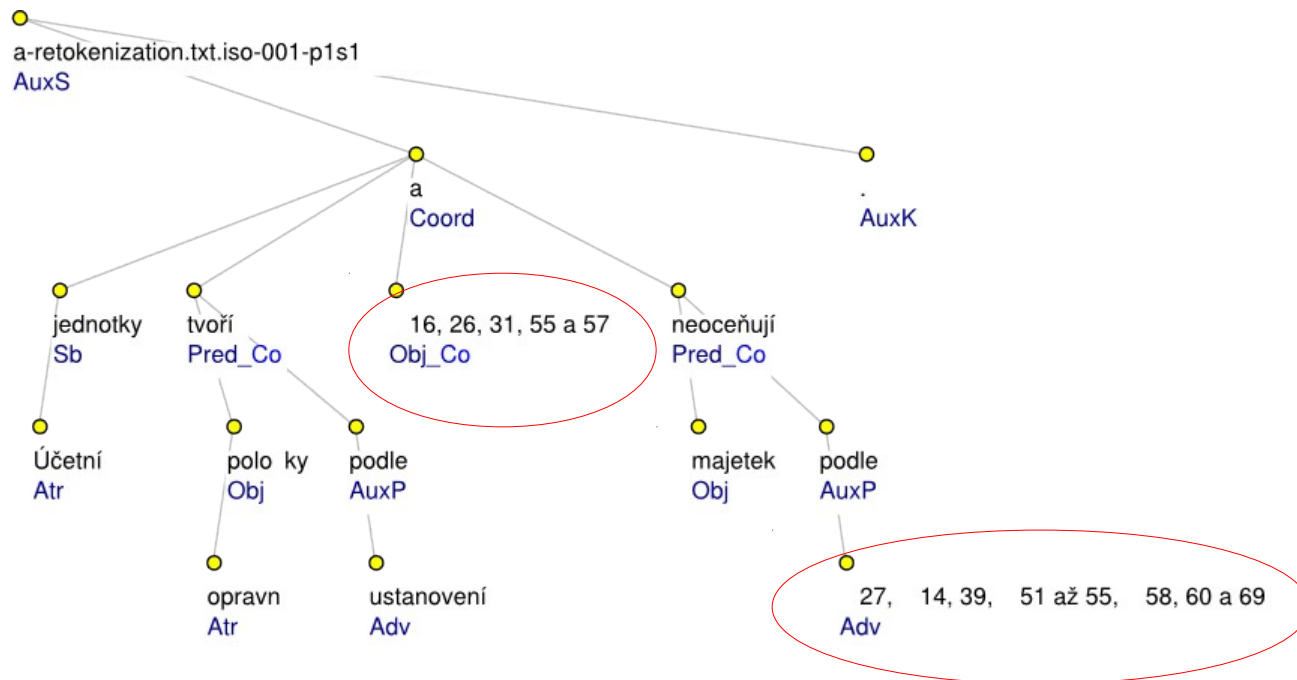 a-retokenization.txt.iso-001-p1s1
AuxS
a
Coord
.
AuxK
jednotky
Sb
tvoří
Pred_Co
16, 26, 31, 55 a 57
Obj_Co
neoceňují
Pred_Co
Účetní
Atr
polo ky
Obj
podle
AuxP
majetek
Obj
podle
AuxP
opravn
Atr
ustanovení
Adv
27, 14, 39, 51 až 55, 58, 60 a 69
Adv